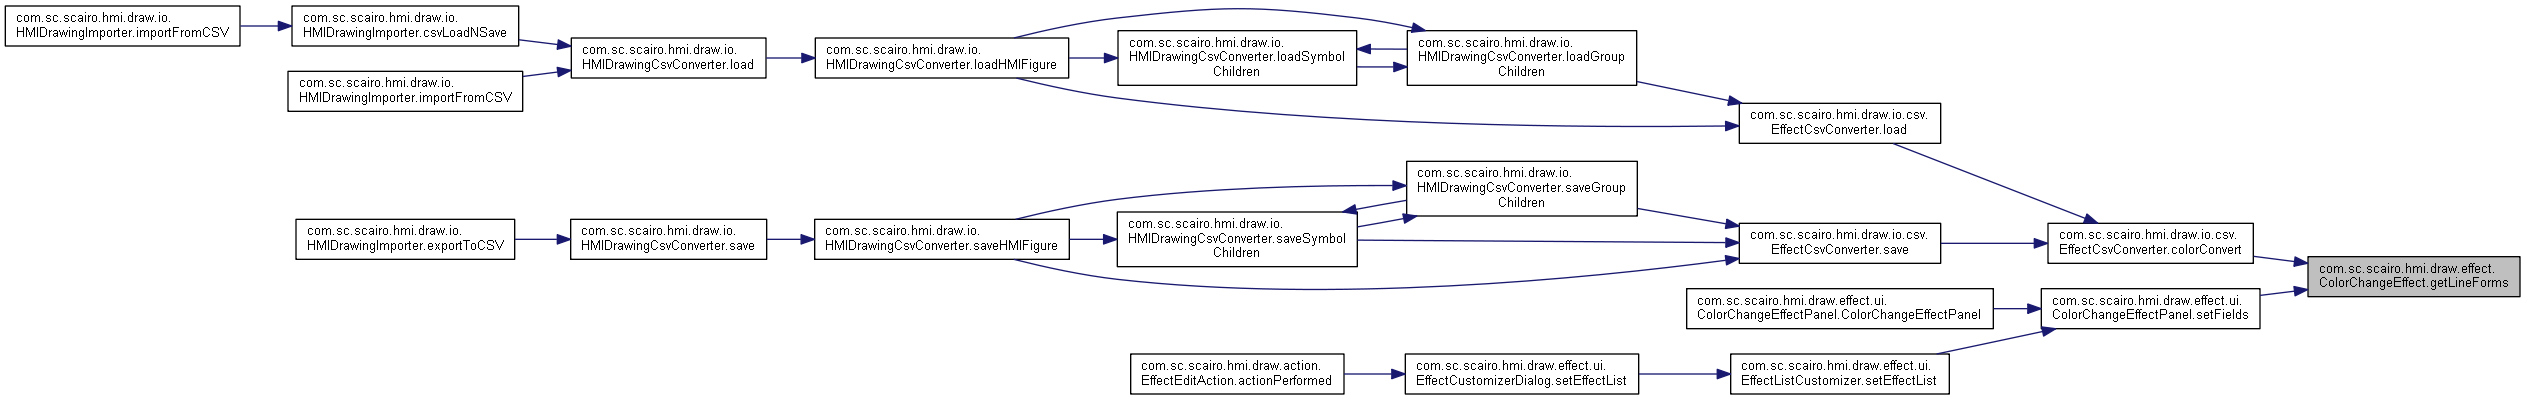 com.sc.scairo.hmi.draw.io.
HMIDrawingImporter.importFromCSV
com.sc.scairo.hmi.draw.io.
HMIDrawingImporter.csvLoadNSave
com.sc.scairo.hmi.draw.io.
HMIDrawingImporter.importFromCSV
com.sc.scairo.hmi.draw.io.
HMIDrawingCsvConverter.load
com.sc.scairo.hmi.draw.io.
HMIDrawingCsvConverter.loadHMIFigure
com.sc.scairo.hmi.draw.io.
HMIDrawingCsvConverter.loadSymbol
Children
com.sc.scairo.hmi.draw.io.
HMIDrawingCsvConverter.loadGroup
Children
com.sc.scairo.hmi.draw.io.csv.
EffectCsvConverter.load
com.sc.scairo.hmi.draw.io.
HMIDrawingImporter.exportToCSV
com.sc.scairo.hmi.draw.io.
HMIDrawingCsvConverter.save
com.sc.scairo.hmi.draw.io.
HMIDrawingCsvConverter.saveHMIFigure
com.sc.scairo.hmi.draw.io.
HMIDrawingCsvConverter.saveSymbol
Children
com.sc.scairo.hmi.draw.io.
HMIDrawingCsvConverter.saveGroup
Children
com.sc.scairo.hmi.draw.io.csv.
EffectCsvConverter.save
com.sc.scairo.hmi.draw.io.csv.
EffectCsvConverter.colorConvert
com.sc.scairo.hmi.draw.effect.
ColorChangeEffect.getLineForms
com.sc.scairo.hmi.draw.effect.ui.
ColorChangeEffectPanel.ColorChangeEffectPanel
com.sc.scairo.hmi.draw.effect.ui.
ColorChangeEffectPanel.setFields
com.sc.scairo.hmi.draw.action.
EffectEditAction.actionPerformed
com.sc.scairo.hmi.draw.effect.ui.
EffectCustomizerDialog.setEffectList
com.sc.scairo.hmi.draw.effect.ui.
EffectListCustomizer.setEffectList